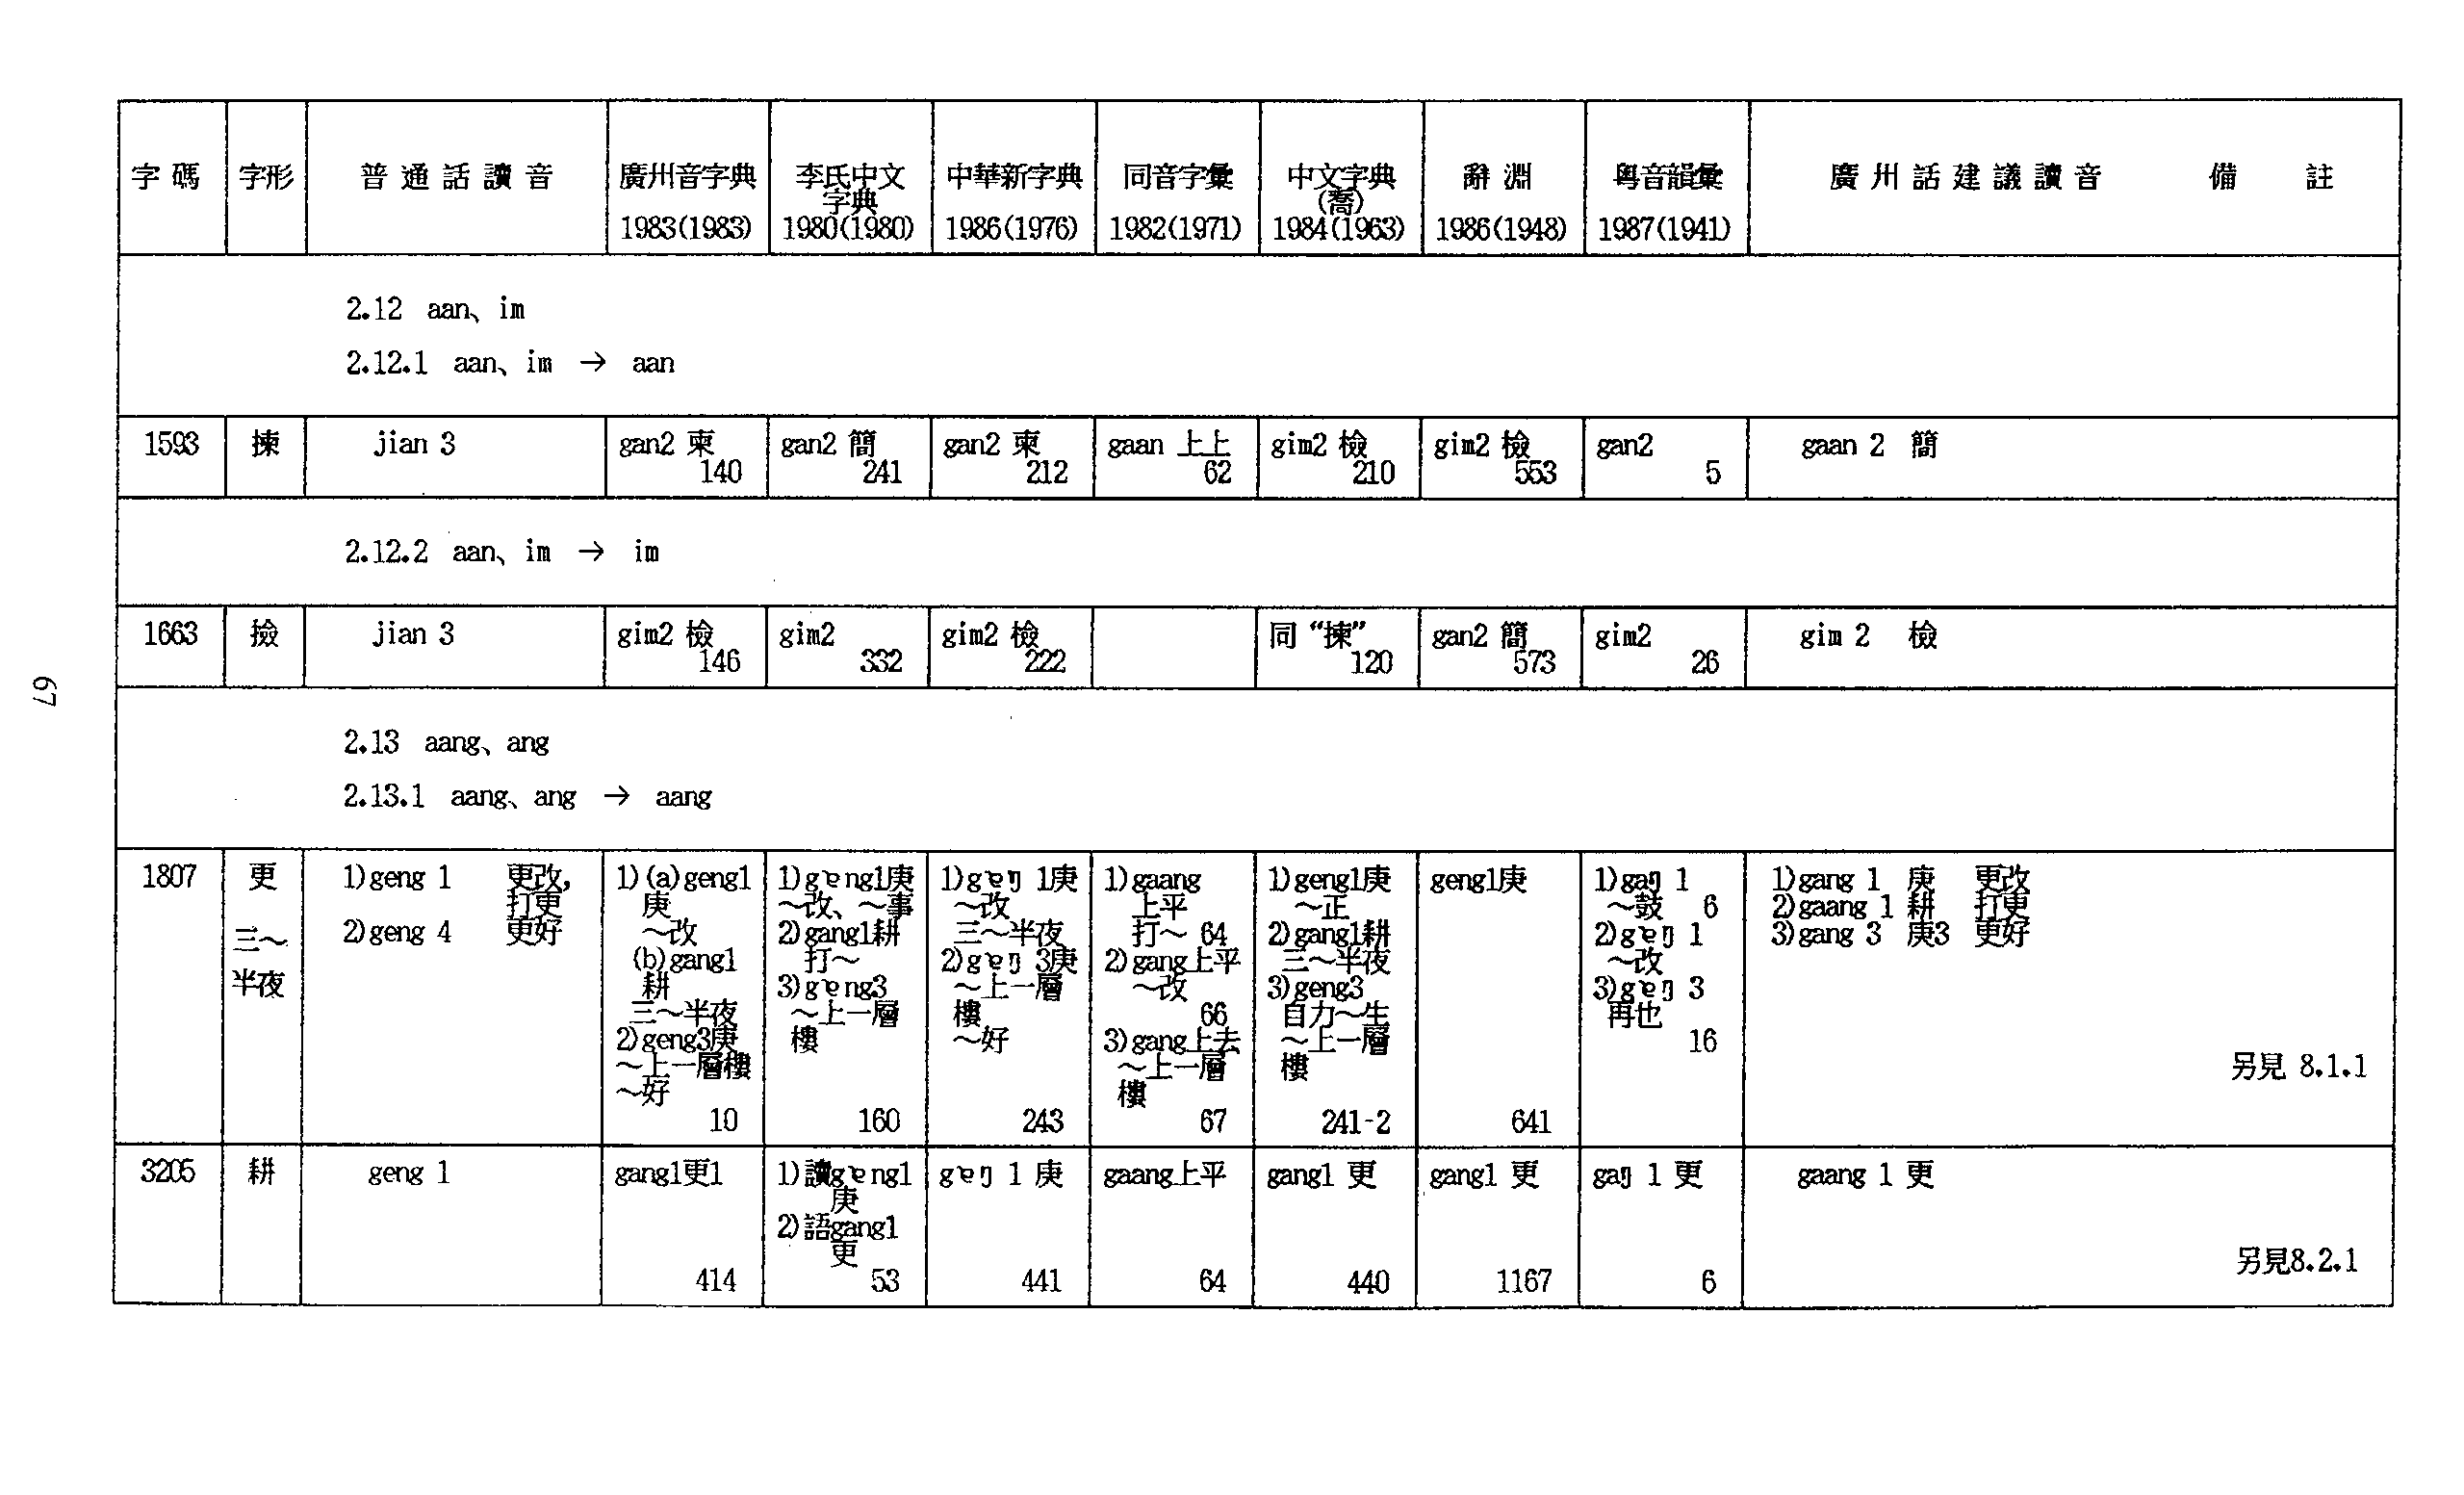 字碼 字形 普通話讀音 廣州音字典 李氏中文字典 中華新字典 同音字彙 中文字典(喬) 辭淵 粵音韻彙 廣州話建議讀音 備註
1983(1983) 1980(1980) 1986(1976) 1982(1971) 1984(1963) 1986(1948) 1987(1941)
2.12 aan、im
2.12.1 aan、im → aan
1593 揀 jian 3 gan2 柬 gan2 簡 gan2 柬 gaan 上上 gim2 檢 gim2 檢 gan2 gaan 2 簡
140 241 212 62 210 553 5
2.12.2 aan、im → im
1663 撿 jian 3 gim2 檢 gim2 gim2 檢 同“揀” gan2 簡 gim2 gim 2 檢
146 332 222 120 573 26
2.13 aang、ang
2.13.1 aang、ang → aang
1807
更
三～
半夜
1)geng 1 更改,
打更
2)geng 4 更好
1)(a)geng1
庚
～改
(b)gang1
耕
三～半夜
2)geng3庚
～上一層樓
～好
10
1)gɐng1庚
～改、～事
2)gang1耕
打～
3)gɐng3
～上一層
樓
160
1)gɐŋ 1庚
～改
三～半夜
2)gɐŋ 3庚
～上一層
樓
～好
243
1)gaang
上平
打～ 64
2)gang上平
～改
66
3)gang上去
～上一層
樓
67
1)geng1庚
～正
2)gang1耕
三～半夜
3)geng3
自力～生
～上一層
樓
241-2
geng1庚
641
1)gaŋ 1
～鼓 6
2)gɐŋ 1
～改
3)gɐŋ 3
再也
16
1)gang 1 庚 更改
2)gaang 1 耕 打更
3)gang 3 庚3 更好
另見 8.1.1
3205
耕
geng 1
gang1更1
414
1)讀gɐng1
庚
2)語gang1
更
53
gɐŋ 1 庚
441
gaang上平
64
gang1 更
440
gang1 更
1167
gaŋ 1 更
6
gaang 1 更
另見8.2.1
67